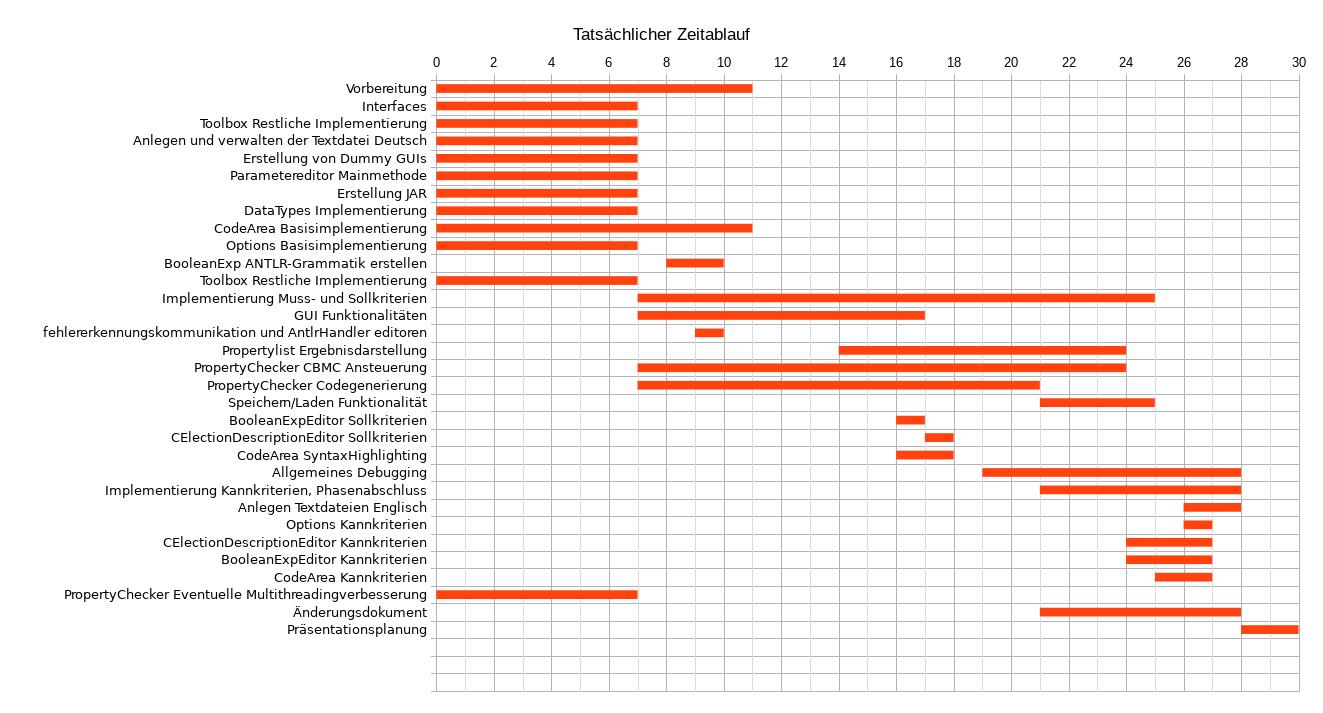 Tatsächlicher Zeitablauf
0 2 4 6 8 10 12 14 16 18 20 22 24 26 28 30
Vorbereitung
Interfaces
Toolbox Restliche Implementierung
Anlegen und verwalten der Textdatei Deutsch
Erstellung von Dummy GUIs
Parametereditor Mainmethode
Erstellung JAR
DataTypes Implementierung
CodeArea Basisimplementierung
Options Basisimplementierung
BooleanExp ANTLR-Grammatik erstellen
Toolbox Restliche Implementierung
Implementierung Muss- und Sollkriterien
GUI Funktionalitäten
fehlererkennungskommunikation und AntlrHandler editoren
Propertylist Ergebnisdarstellung
PropertyChecker CBMC Ansteuerung
PropertyChecker Codegenerierung
Speichern/Laden Funktionalität
BooleanExpEditor Sollkriterien
CElectionDescriptionEditor Sollkriterien
CodeArea SyntaxHighlighting
Allgemeines Debugging
Implementierung Kannkriterien, Phasenabschluss
Anlegen Textdateien Englisch
Options Kannkriterien
CElectionDescriptionEditor Kannkriterien
BooleanExpEditor Kannkriterien
CodeArea Kannkriterien
PropertyChecker Eventuelle Multithreadingverbesserung
Änderungsdokument
Präsentationsplanung